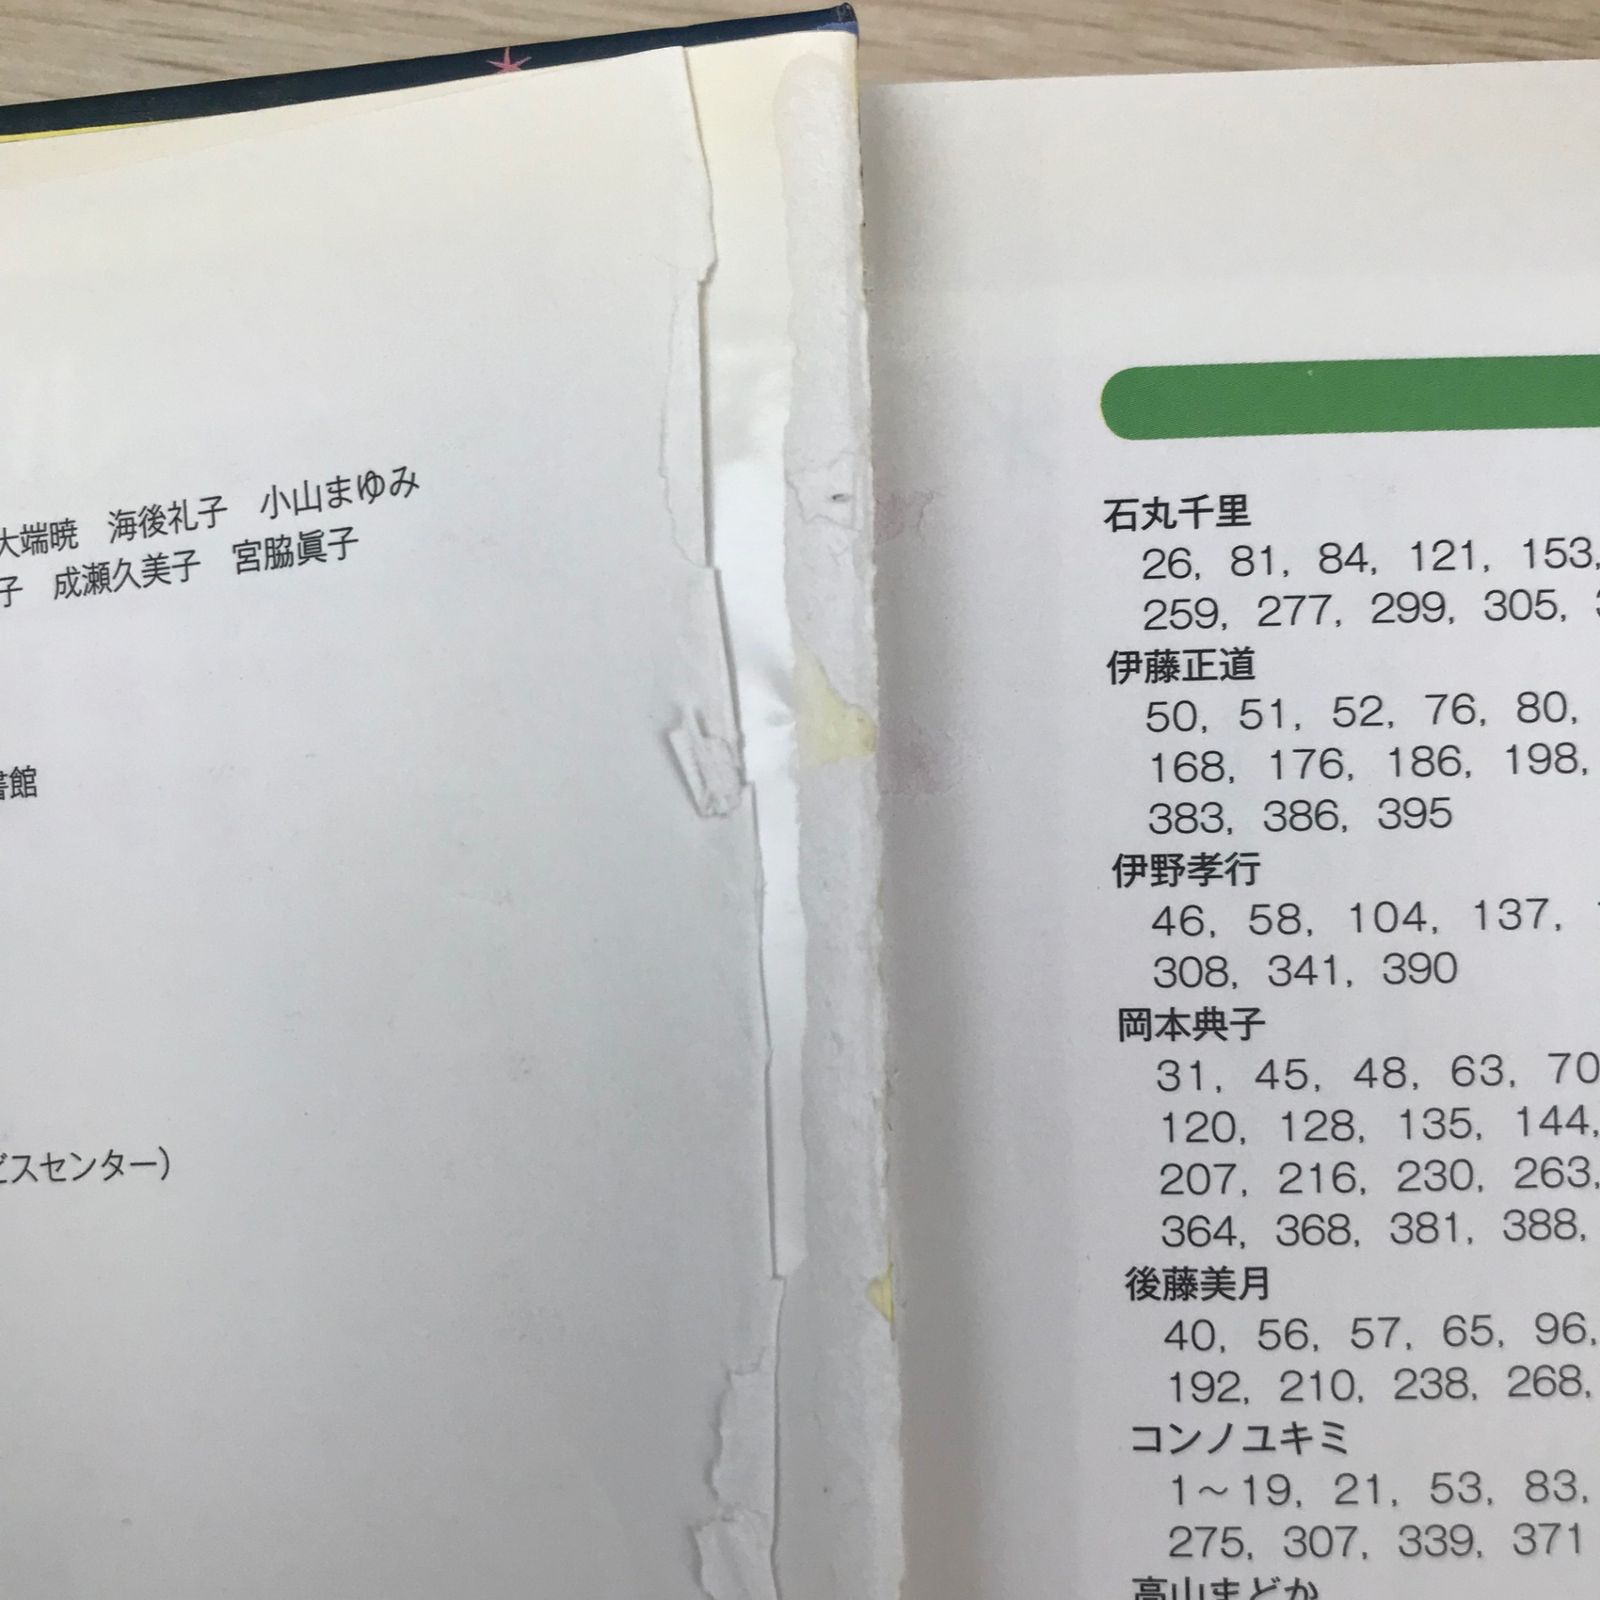 大端暁 海後礼子 小山まゆみ
子 成瀬久美子 宮脇眞子
書館
ビスセンター）
石丸千里
26, 81, 84, 121, 153,
259, 277, 299, 305,
伊藤正道
50, 51, 52, 76, 80,
168, 176, 186, 198,
383, 386, 395
伊野孝行
46, 58, 104, 137,
308, 341, 390
岡本典子
31, 45, 48, 63, 70
120, 128, 135, 144,
207, 216, 230, 263,
364, 368, 381, 388,
後藤美月
40, 56, 57, 65, 96,
192, 210, 238, 268,
コンノユキミ
1～19, 21, 53, 83,
275, 307, 339, 371
高山まどか